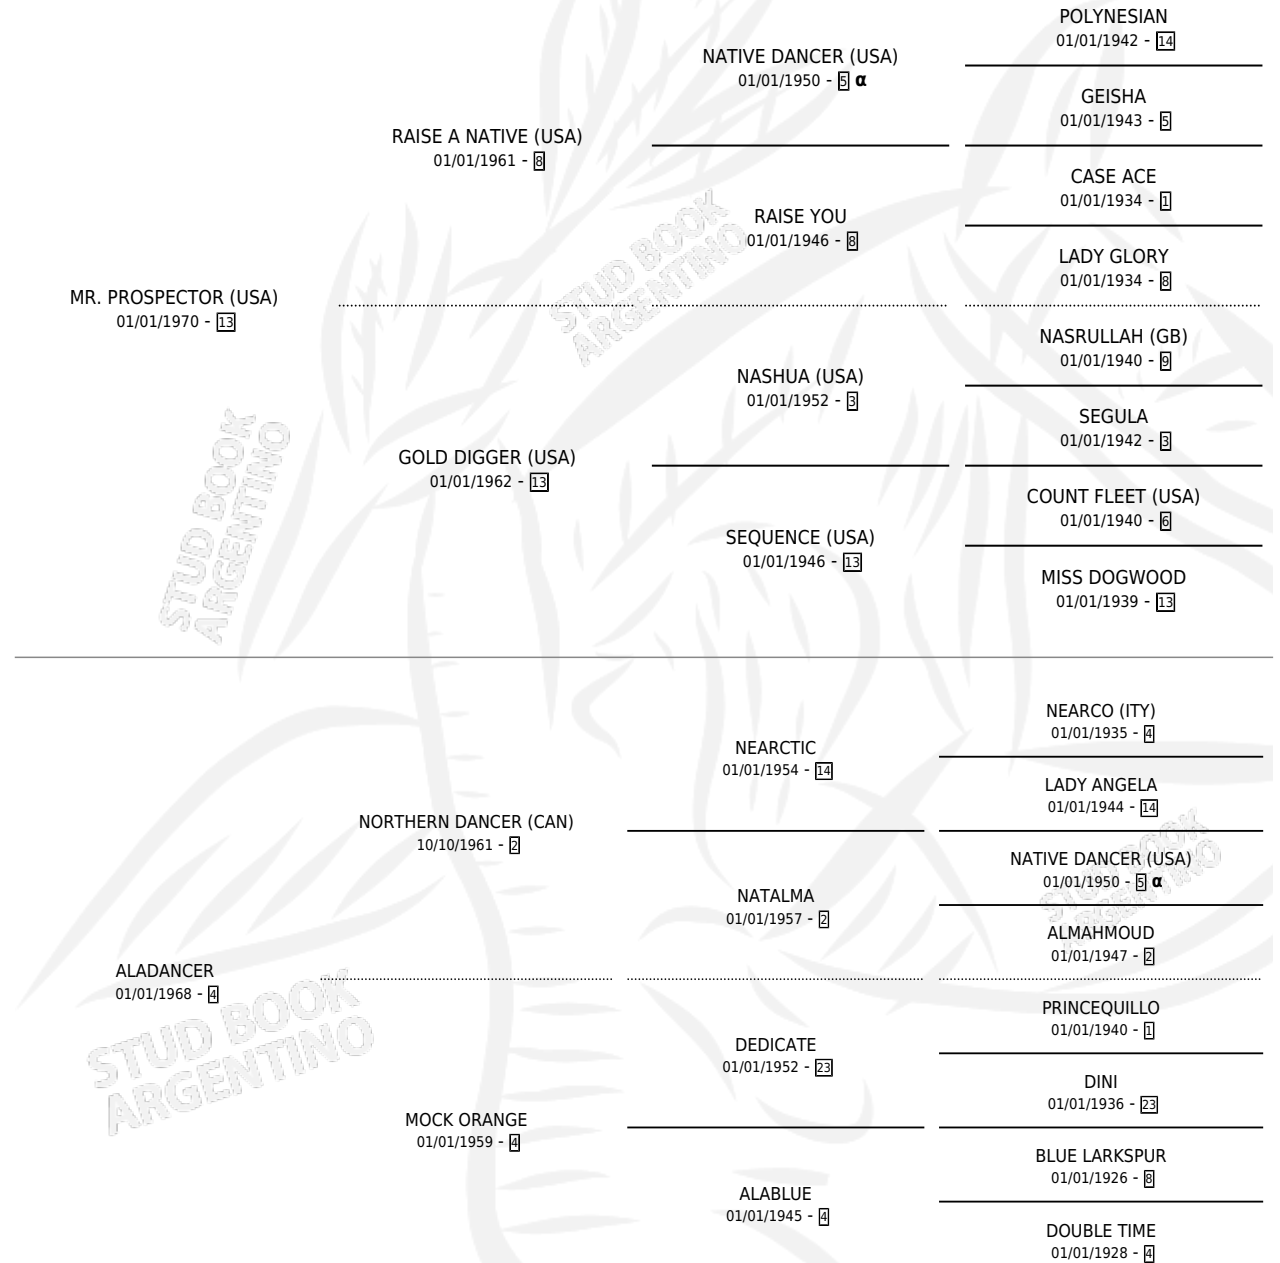 POLYNESIAN
01/01/1942 - 14
NATIVE DANCER (USA)
01/01/1950 - 5 α
GEISHA
01/01/1943 - 5
RAISE A NATIVE (USA)
01/01/1961 - 8
CASE ACE
01/01/1934 - 1
RAISE YOU
01/01/1946 - 8
LADY GLORY
01/01/1934 - 8
MR. PROSPECTOR (USA)
01/01/1970 - 13
NASRULLAH (GB)
01/01/1940 - 9
NASHUA (USA)
01/01/1952 - 3
SEGULA
01/01/1942 - 3
GOLD DIGGER (USA)
01/01/1962 - 13
COUNT FLEET (USA)
01/01/1940 - 6
SEQUENCE (USA)
01/01/1946 - 13
MISS DOGWOOD
01/01/1939 - 13
NEARCO (ITY)
01/01/1935 - 4
NEARCTIC
01/01/1954 - 14
LADY ANGELA
01/01/1944 - 14
NORTHERN DANCER (CAN)
10/10/1961 - 2
NATIVE DANCER (USA)
01/01/1950 - 5 α
NATALMA
01/01/1957 - 2
ALMAHMOUD
01/01/1947 - 2
ALADANCER
01/01/1968 - 4
PRINCEQUILLO
01/01/1940 - 1
DEDICATE
01/01/1952 - 23
DINI
01/01/1936 - 23
MOCK ORANGE
01/01/1959 - 4
BLUE LARKSPUR
01/01/1926 - 8
ALABLUE
01/01/1945 - 4
DOUBLE TIME
01/01/1928 - 4
STUD BOOK
ARGENTINO
STUD BOOK
ARGENTINO
STUD BOOK
ARGENTINO
STUD BOOK
ARGENTINO